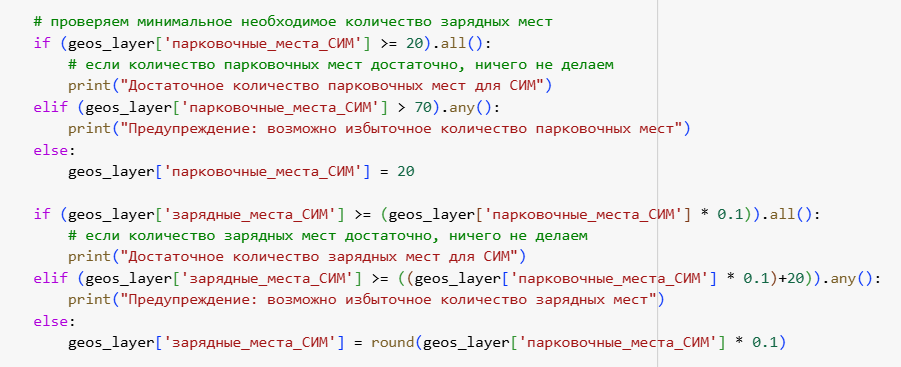 # проверяем минимальное необходимое количество зарядных мест
if (geos_layer['парковочные_места_СИМ'] >= 20).all():
# если количество парковочных мест достаточно, ничего не делаем
print("Достаточное количество парковочных мест для СИМ")
elif (geos_layer['парковочные_места_СИМ'] > 70).any():
print("Предупреждение: возможно избыточное количество парковочных мест")
else:
geos_layer['парковочные_места_СИМ'] = 20
if (geos_layer['зарядные_места_СИМ'] >= (geos_layer['парковочные_места_СИМ'] * 0.1)).all():
# если количество зарядных мест достаточно, ничего не делаем
print("Достаточное количество зарядных мест для СИМ")
elif (geos_layer['зарядные_места_СИМ'] >= ((geos_layer['парковочные_места_СИМ'] * 0.1)+20)).any():
print("Предупреждение: возможно избыточное количество зарядных мест")
else:
geos_layer['зарядные_места_СИМ'] = round(geos_layer['парковочные_места_СИМ'] * 0.1)